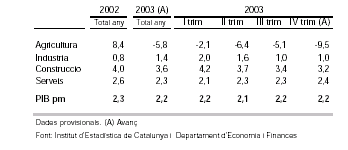 2002 2003 (A) 2003
Total any Total any I trim II trim III trim IV trim (A)
Agricultura 8,4 -5,8 -2,1 -6,4 -5,1 -9,5
Industria 0,8 1,4 2,0 1,6 1,0 1,0
Construccio 4,0 3,6 4,2 3,7 3,4 3,2
Serveis 2,6 2,3 2,1 2,3 2,3 2,4
PIB pm 2,3 2,2 2,2 2,1 2,2 2,2
Dades provisionals. (A) Avanç
Font: Institut d'Estadística de Catalunya i Departament d'Economia i Finances